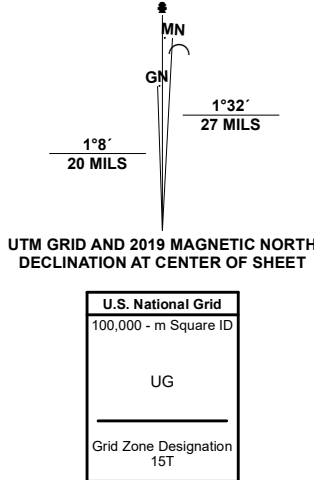 MN
GN
1°32´
27 MILS
1°8´
20 MILS
UTM GRID AND 2019 MAGNETIC NORTH
DECLINATION AT CENTER OF SHEET
U.S. National Grid
100,000 - m Square ID
UG
Grid Zone Designation
15T